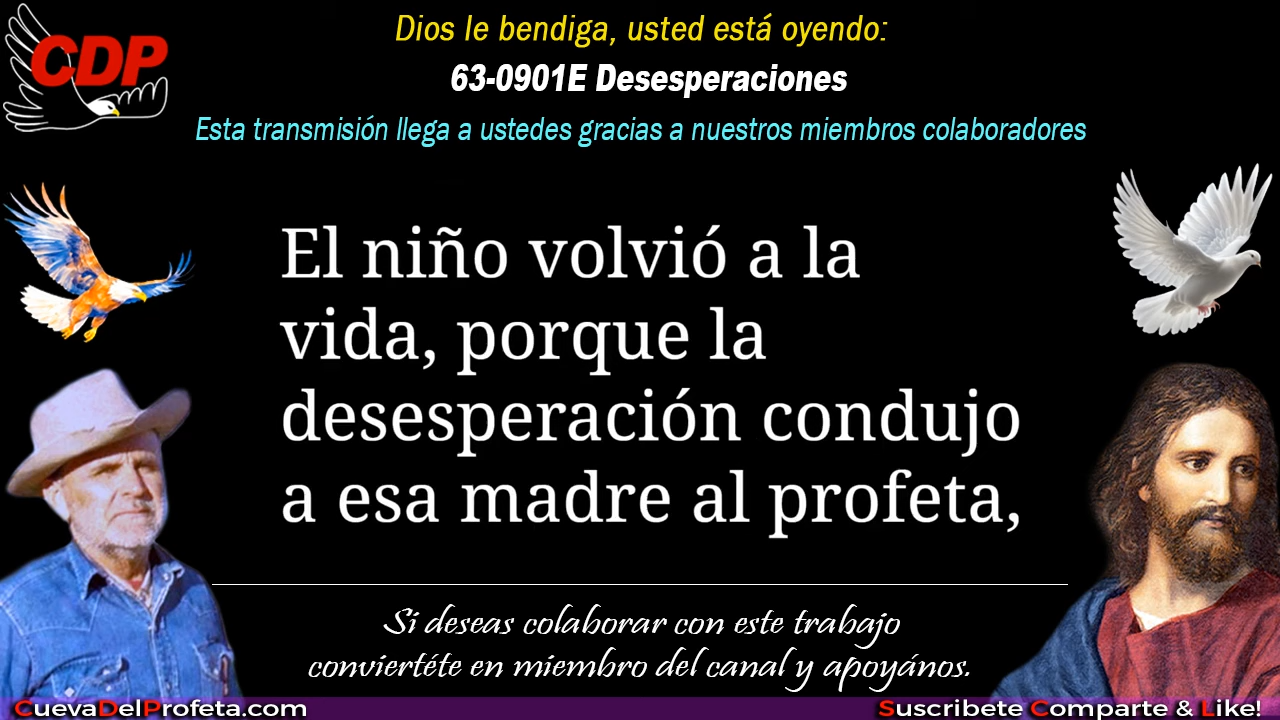 CDP
Dios le bendiga, usted está oyendo:
63-0901E Desesperaciones
Esta transmisión llega a ustedes gracias a nuestros miembros colaboradores
El niño volvió a la
vida, porque la
desesperación condujo
a esa madre al profeta,
Si deseas colaborar con este trabajo
conviertéte en miembro del canal y apoyános.
CuevaDelProfeta.com
Suscribete Comparte & Like!